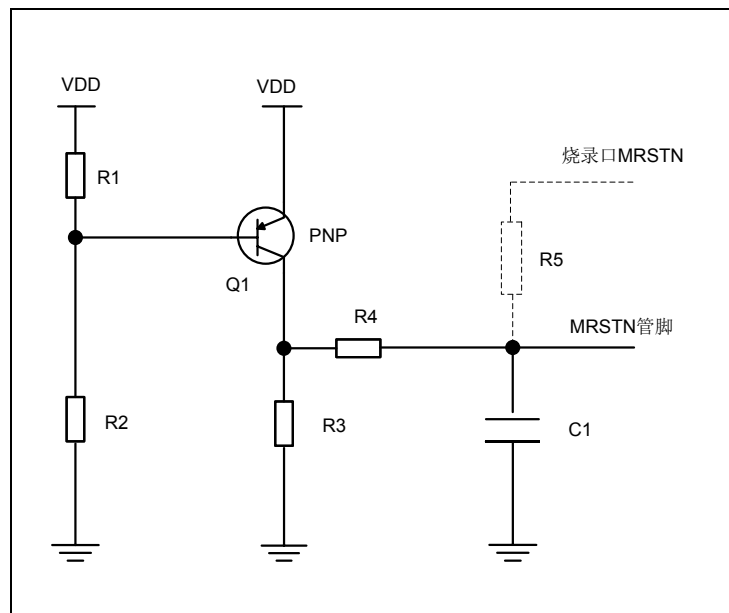 VDD
VDD
R1
烧录口MRSTN
PNP
R5
Q1
R4
MRSTN管脚
R2
R3
C1